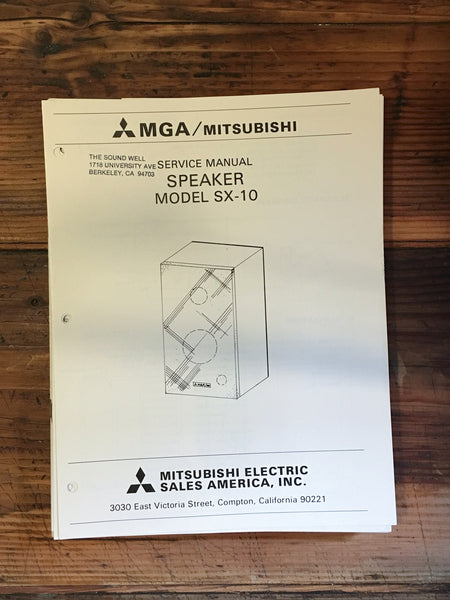 MGA/MITSUBISHI
THE SOUND WELL
1718 UNIVERSITY AVE
BERKELEY, CA 94703
SERVICE MANUAL
SPEAKER
MODEL SX-10
MITSUBISHI ELECTRIC
SALES AMERICA, INC.
3030 East Victoria Street, Compton, California 90221